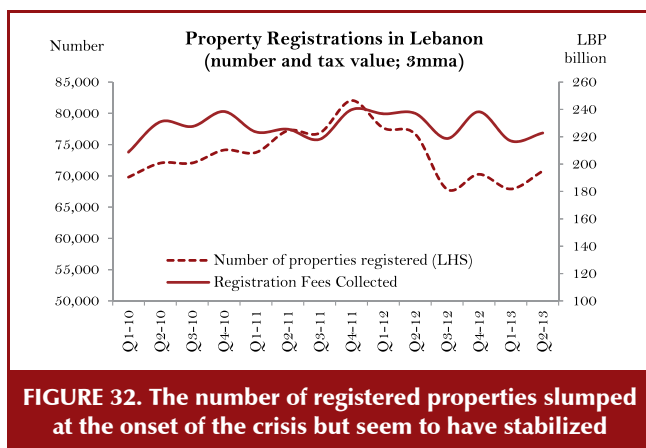 Property Registrations in Lebanon
(number and tax value; 3mma)
Number
LBP
billion
85,000
80,000
75,000
70,000
65,000
60,000
55,000
50,000
260
240
220
200
180
160
140
120
100
Number of properties registered (LHS)
Registration Fees Collected
Q1-10
Q2-10
Q3-10
Q4-10
Q1-11
Q2-11
Q3-11
Q4-11
Q1-12
Q2-12
Q3-12
Q4-12
Q1-13
Q2-13
FIGURE 32. The number of registered properties slumped
at the onset of the crisis but seem to have stabilized